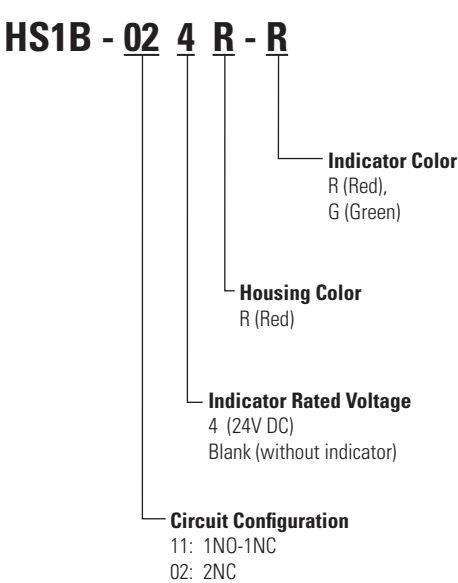 HS1B - 02 4 R - R
Indicator Color
R (Red),
G (Green)
Housing Color
R (Red)
Indicator Rated Voltage
4 (24V DC)
Blank (without indicator)
Circuit Configuration
11: 1NO-1NC
02: 2NC